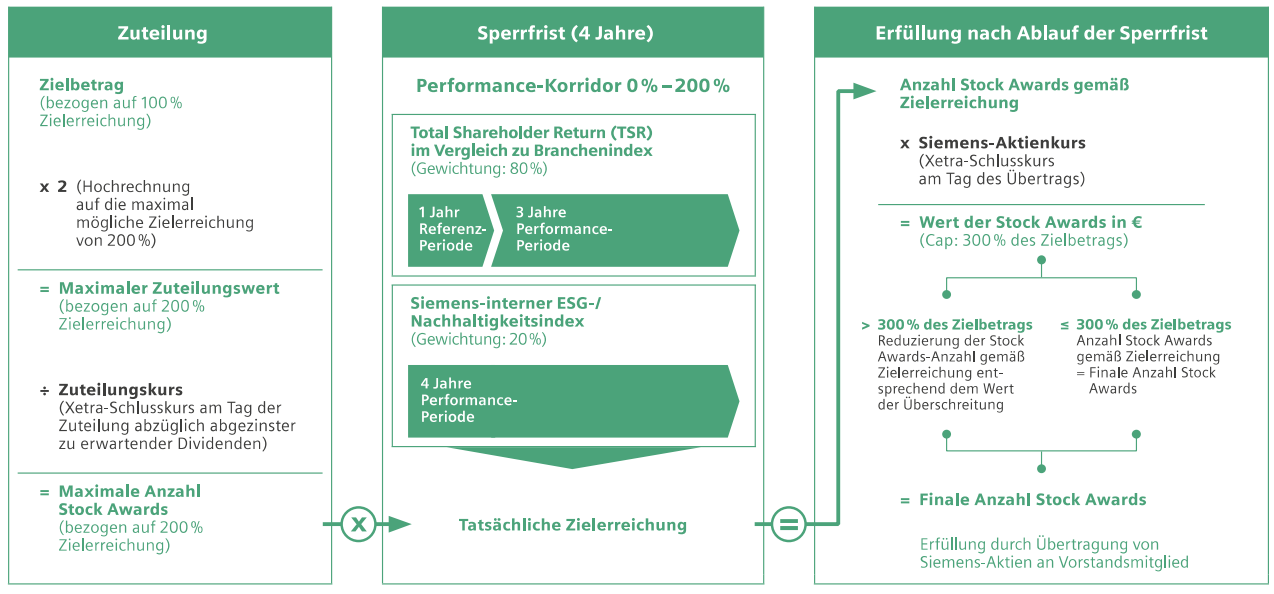 Zuteilung
Zielbetrag
(bezogen auf 100 %
Zielerreichung)
x 2 (Hochrechnung
auf die maximal
mögliche Zielerreichung
von 200 %)
= Maximaler Zuteilungswert
(bezogen auf 200 %
Zielerreichung)
÷ Zuteilungskurs
(Xetra-Schlusskurs am Tag der
Zuteilung abzüglich abgezinster
zu erwartender Dividenden)
= Maximale Anzahl
Stock Awards
(bezogen auf 200 %
Zielerreichung)
x
Sperrfrist (4 Jahre)
Performance-Korridor 0 % – 200 %
Total Shareholder Return (TSR)
im Vergleich zu Branchenindex
(Gewichtung: 80 %)
1 Jahr
Referenz-
Periode
3 Jahre
Performance-
Periode
Siemens-interner ESG-/
Nachhaltigkeitsindex
(Gewichtung: 20 %)
4 Jahre
Performance-
Periode
Tatsächliche Zielerreichung
=
Erfüllung nach Ablauf der Sperrfrist
Anzahl Stock Awards gemäß
Zielerreichung
x Siemens-Aktienkurs
(Xetra-Schlusskurs
am Tag des Übertrags)
= Wert der Stock Awards in €
(Cap: 300 % des Zielbetrags)
> 300 % des Zielbetrags
Reduzierung der Stock
Awards-Anzahl gemäß
Zielerreichung ent-
sprechend dem Wert
der Überschreitung
≤ 300 % des Zielbetrags
Anzahl Stock Awards
gemäß Zielerreichung
= Finale Anzahl Stock
Awards
= Finale Anzahl Stock Awards
Erfüllung durch Übertragung von
Siemens-Aktien an Vorstandsmitglied